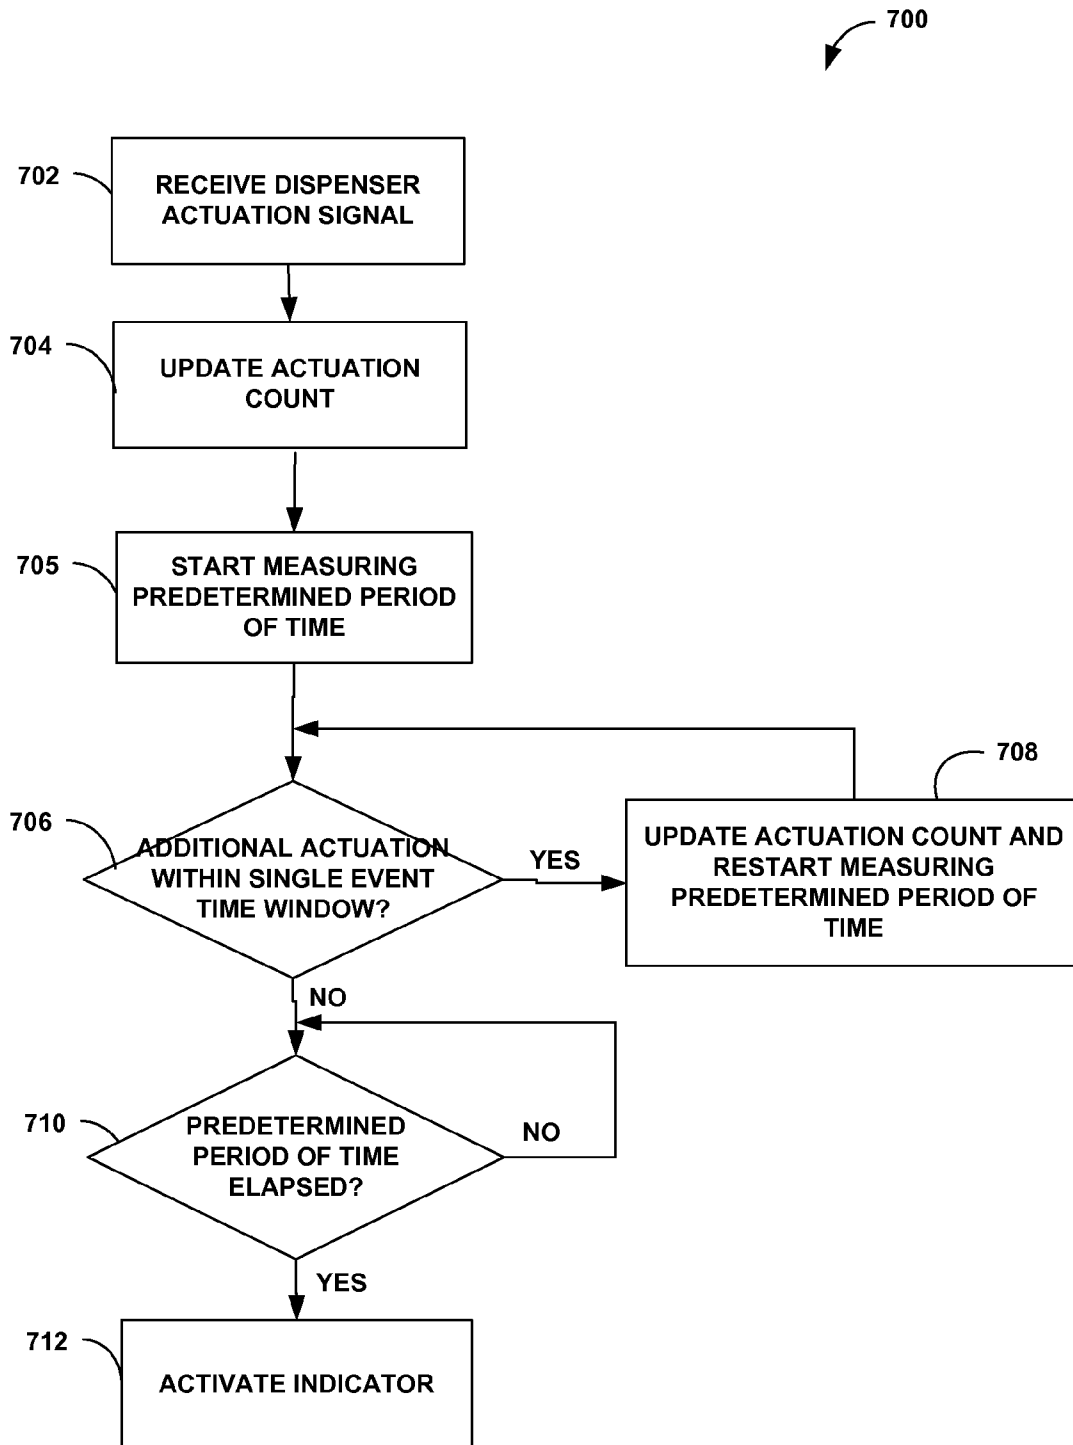 700
702
RECEIVE DISPENSER
ACTUATION SIGNAL
704
UPDATE ACTUATION
COUNT
705
START MEASURING
PREDETERMINED PERIOD
OF TIME
706
ADDITIONAL ACTUATION
WITHIN SINGLE EVENT
TIME WINDOW?
YES
708
UPDATE ACTUATION COUNT AND
RESTART MEASURING
PREDETERMINED PERIOD OF
TIME
NO
710
PREDETERMINED
PERIOD OF TIME
ELAPSED?
NO
YES
712
ACTIVATE INDICATOR